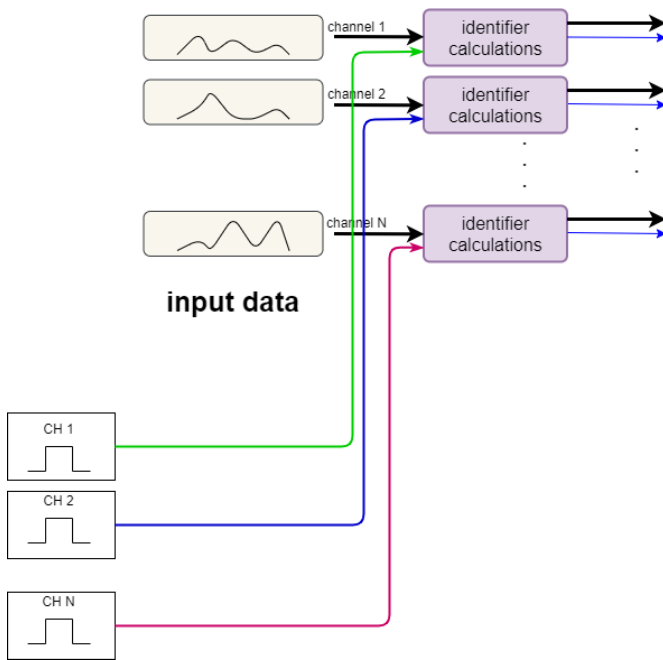 channel 1
identifier
calculations
channel 2
identifier
calculations
channel N
identifier
calculations
input data
CH 1
CH 2
CH N